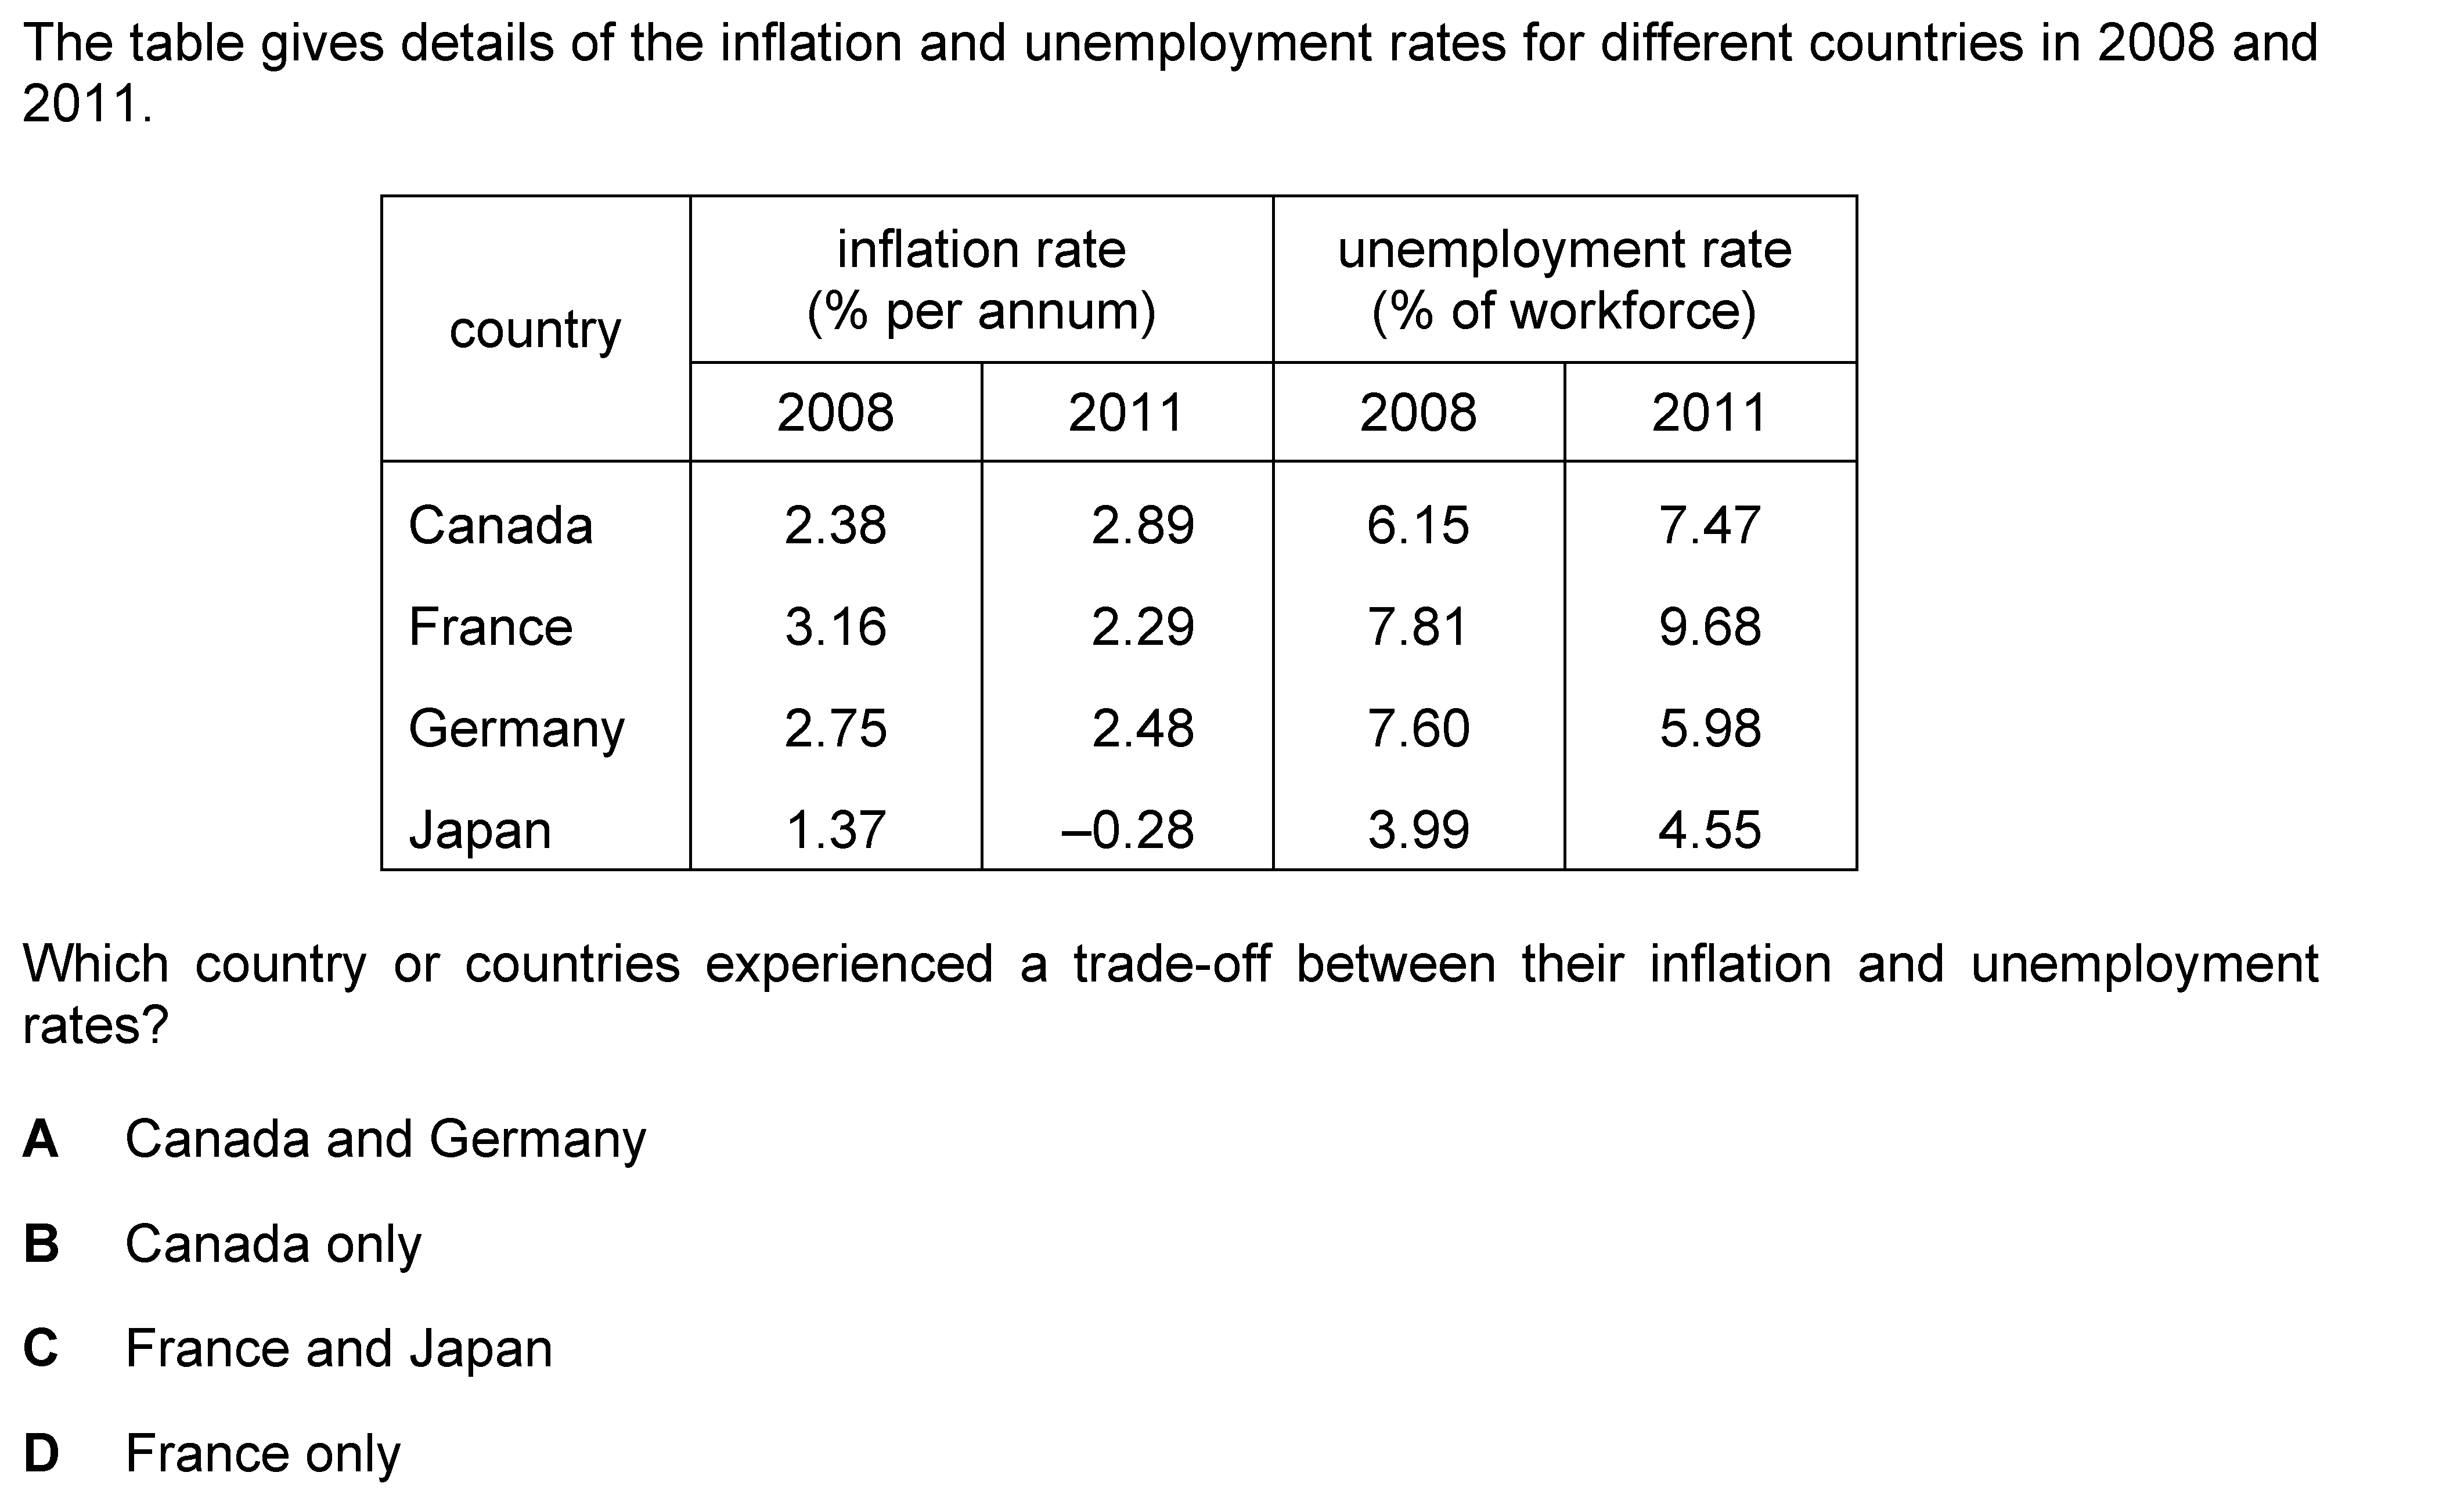 The table gives details of the inflation and unemployment rates for different countries in 2008 and
2011.
country
inflation rate
(% per annum)
unemployment rate
(% of workforce)
2008 2011 2008 2011
Canada 2.38 2.89 6.15 7.47
France 3.16 2.29 7.81 9.68
Germany 2.75 2.48 7.60 5.98
Japan 1.37 –0.28 3.99 4.55
Which country or countries experienced a trade-off between their inflation and unemployment
rates?
A Canada and Germany
B Canada only
C France and Japan
D France only